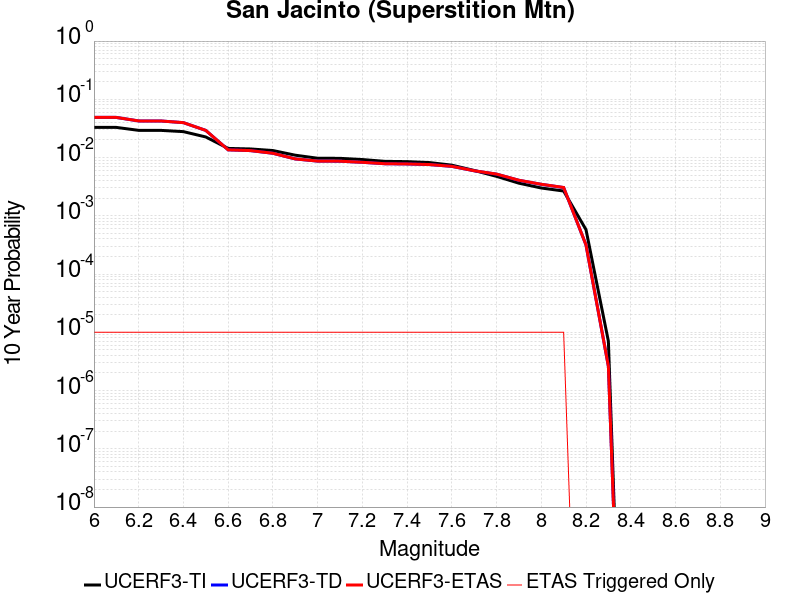 San Jacinto (Superstition Mtn)
10 0
10 -1
10 -2
10 -3
10 -4
10 -5
10 -6
10 -7
10 -8
10 Year Probability
6 6.2 6.4 6.6 6.8 7 7.2 7.4 7.6 7.8 8 8.2 8.4 8.6 8.8 9
Magnitude
UCERF3-TI UCERF3-TD UCERF3-ETAS ETAS Triggered Only